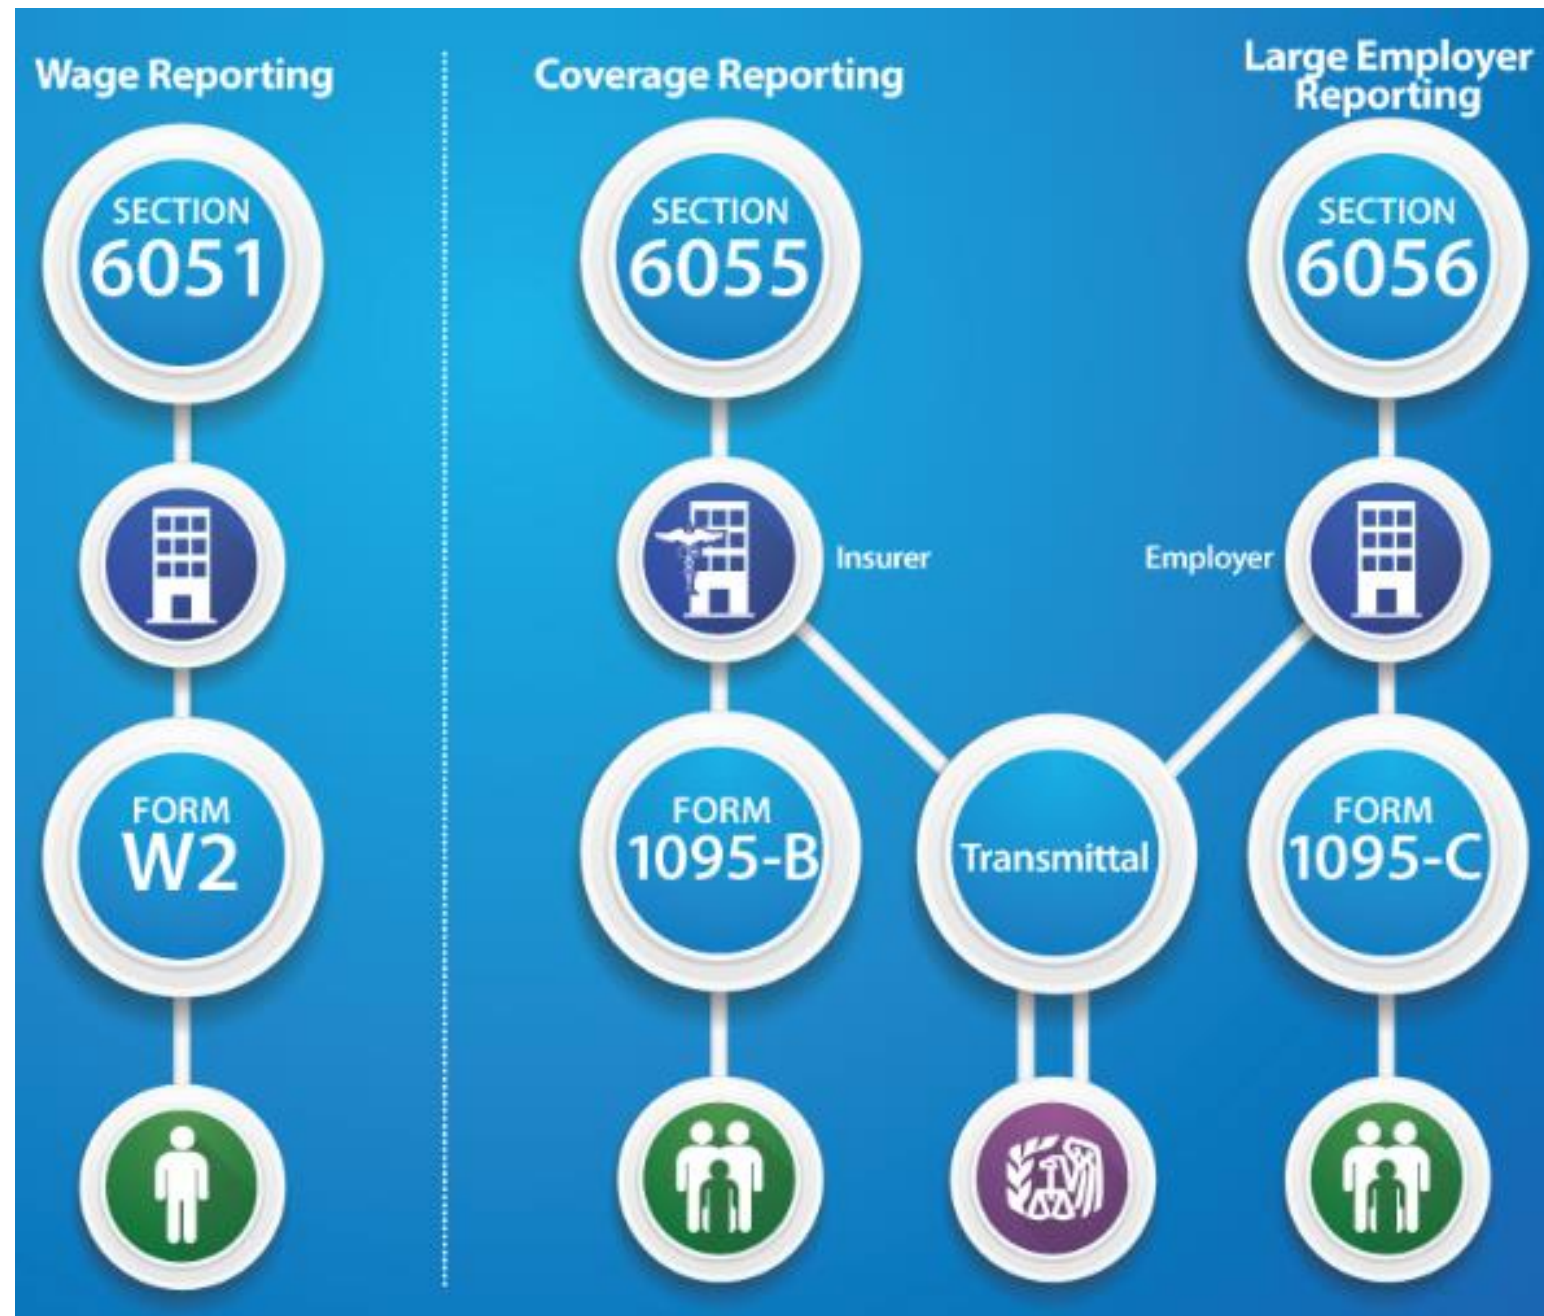 Wage Reporting
Coverage Reporting
Large Employer
Reporting
SECTION
6051
SECTION
6055
SECTION
6056
Insurer
Employer
FORM
W2
FORM
1095-B
Transmittal
FORM
1095-C